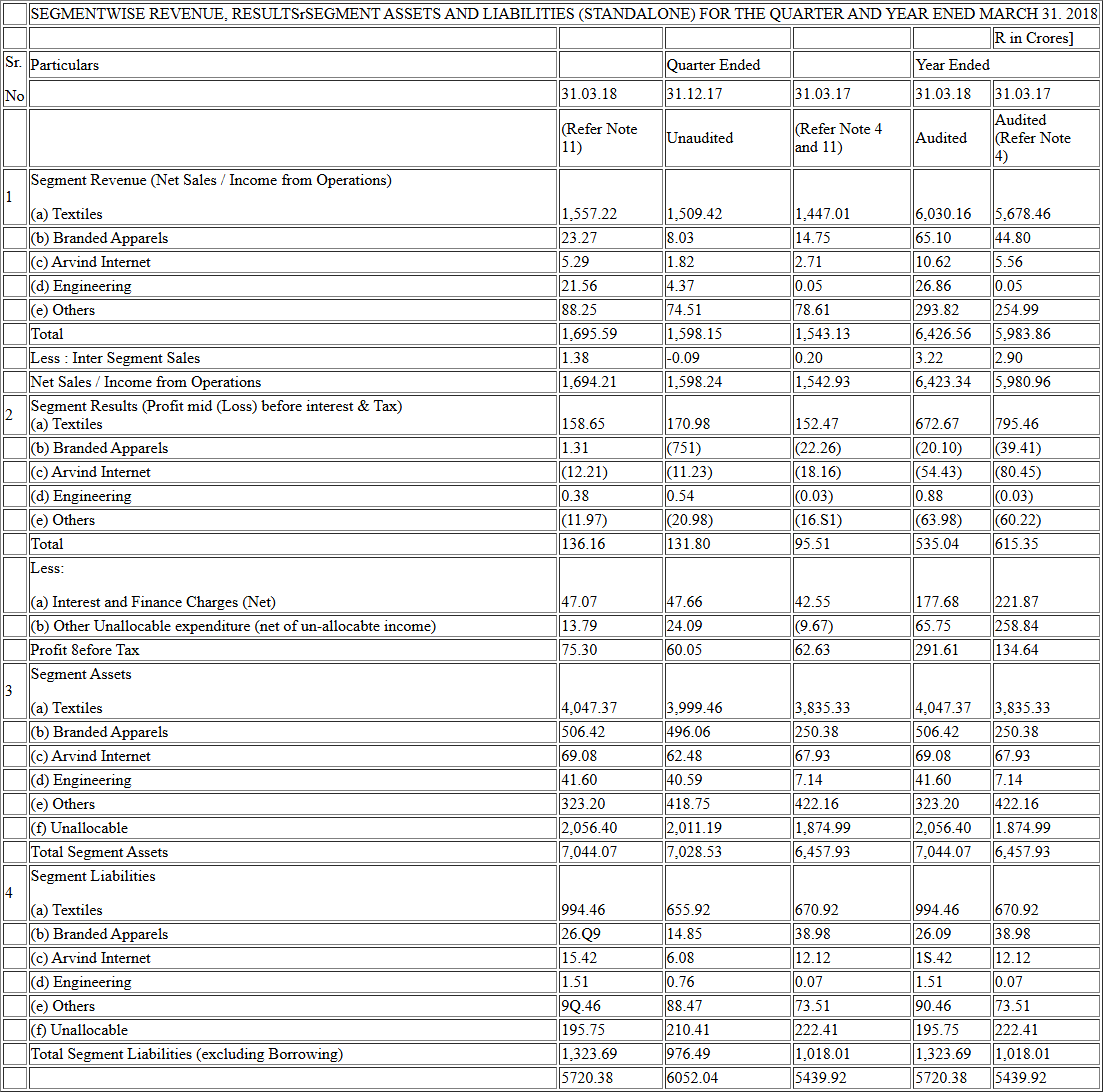 SEGMENTWISE REVENUE, RESULTSrSEGMENT ASSETS AND LIABILITIES (STANDALONE) FOR THE QUARTER AND YEAR ENED MARCH 31. 2018
R in Crores]
Sr. No Particulars Quarter Ended Year Ended
31.03.18 31.12.17 31.03.17 31.03.18 31.03.17
(Refer Note 11) Unaudited (Refer Note 4 and 11) Audited Audited (Refer Note 4)
1 Segment Revenue (Net Sales / Income from Operations)
(a) Textiles 1,557.22 1,509.42 1,447.01 6,030.16 5,678.46
(b) Branded Apparels 23.27 8.03 14.75 65.10 44.80
(c) Arvind Internet 5.29 1.82 2.71 10.62 5.56
(d) Engineering 21.56 4.37 0.05 26.86 0.05
(e) Others 88.25 74.51 78.61 293.82 254.99
Total 1,695.59 1,598.15 1,543.13 6,426.56 5,983.86
Less : Inter Segment Sales 1.38 -0.09 0.20 3.22 2.90
Net Sales / Income from Operations 1,694.21 1,598.24 1,542.93 6,423.34 5,980.96
2 Segment Results (Profit mid (Loss) before interest & Tax)
(a) Textiles 158.65 170.98 152.47 672.67 795.46
(b) Branded Apparels 1.31 (751) (22.26) (20.10) (39.41)
(c) Arvind Internet (12.21) (11.23) (18.16) (54.43) (80.45)
(d) Engineering 0.38 0.54 (0.03) 0.88 (0.03)
(e) Others (11.97) (20.98) (16.S1) (63.98) (60.22)
Total 136.16 131.80 95.51 535.04 615.35
Less:
(a) Interest and Finance Charges (Net) 47.07 47.66 42.55 177.68 221.87
(b) Other Unallocable expenditure (net of un-allocabte income) 13.79 24.09 (9.67) 65.75 258.84
Profit 8efore Tax 75.30 60.05 62.63 291.61 134.64
3 Segment Assets
(a) Textiles 4,047.37 3,999.46 3,835.33 4,047.37 3,835.33
(b) Branded Apparels 506.42 496.06 250.38 506.42 250.38
(c) Arvind Internet 69.08 62.48 67.93 69.08 67.93
(d) Engineering 41.60 40.59 7.14 41.60 7.14
(e) Others 323.20 418.75 422.16 323.20 422.16
(f) Unallocable 2,056.40 2,011.19 1,874.99 2,056.40 1.874.99
Total Segment Assets 7,044.07 7,028.53 6,457.93 7,044.07 6,457.93
4 Segment Liabilities
(a) Textiles 994.46 655.92 670.92 994.46 670.92
(b) Branded Apparels 26.Q9 14.85 38.98 26.09 38.98
(c) Arvind Internet 15.42 6.08 12.12 1S.42 12.12
(d) Engineering 1.51 0.76 0.07 1.51 0.07
(e) Others 9Q.46 88.47 73.51 90.46 73.51
(f) Unallocable 195.75 210.41 222.41 195.75 222.41
Total Segment Liabilities (excluding Borrowing) 1,323.69 976.49 1,018.01 1,323.69 1,018.01
5720.38 6052.04 5439.92 5720.38 5439.92